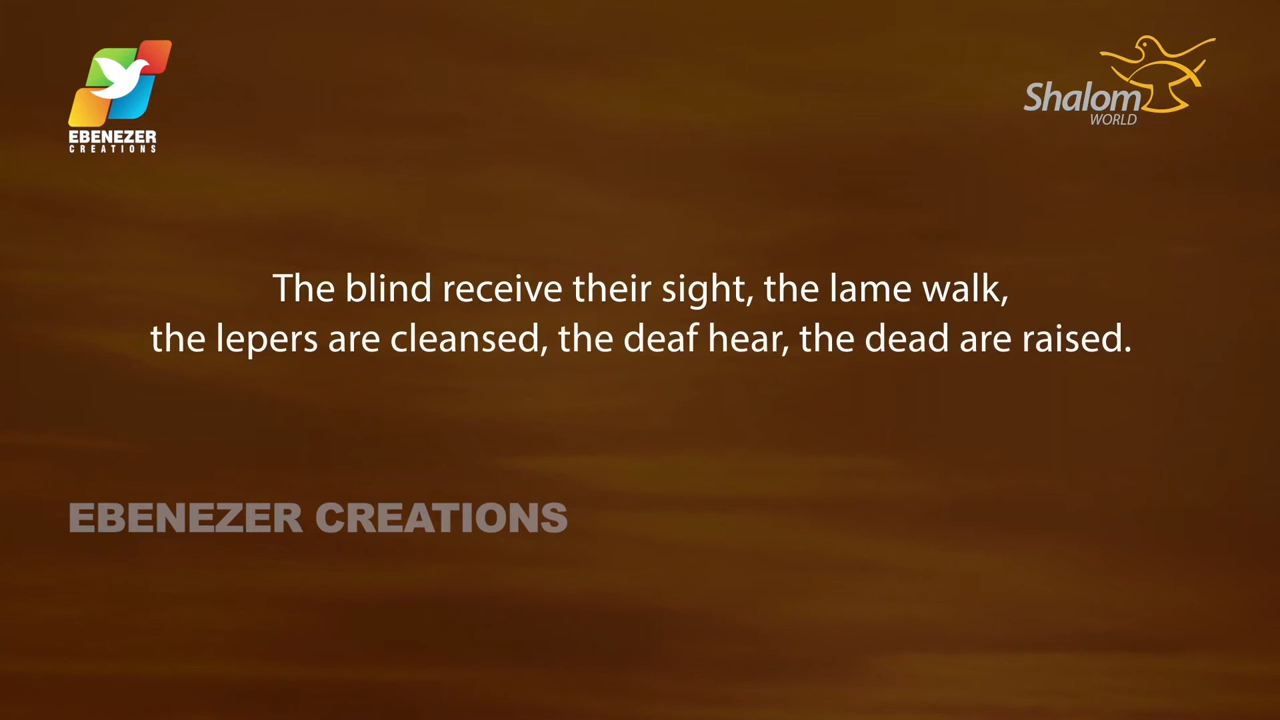 EBENEZER
CREATIONS
Shalom
WORLD
The blind receive their sight, the lame walk,
the lepers are cleansed, the deaf hear, the dead are raised.
EBENEZER CREATIONS